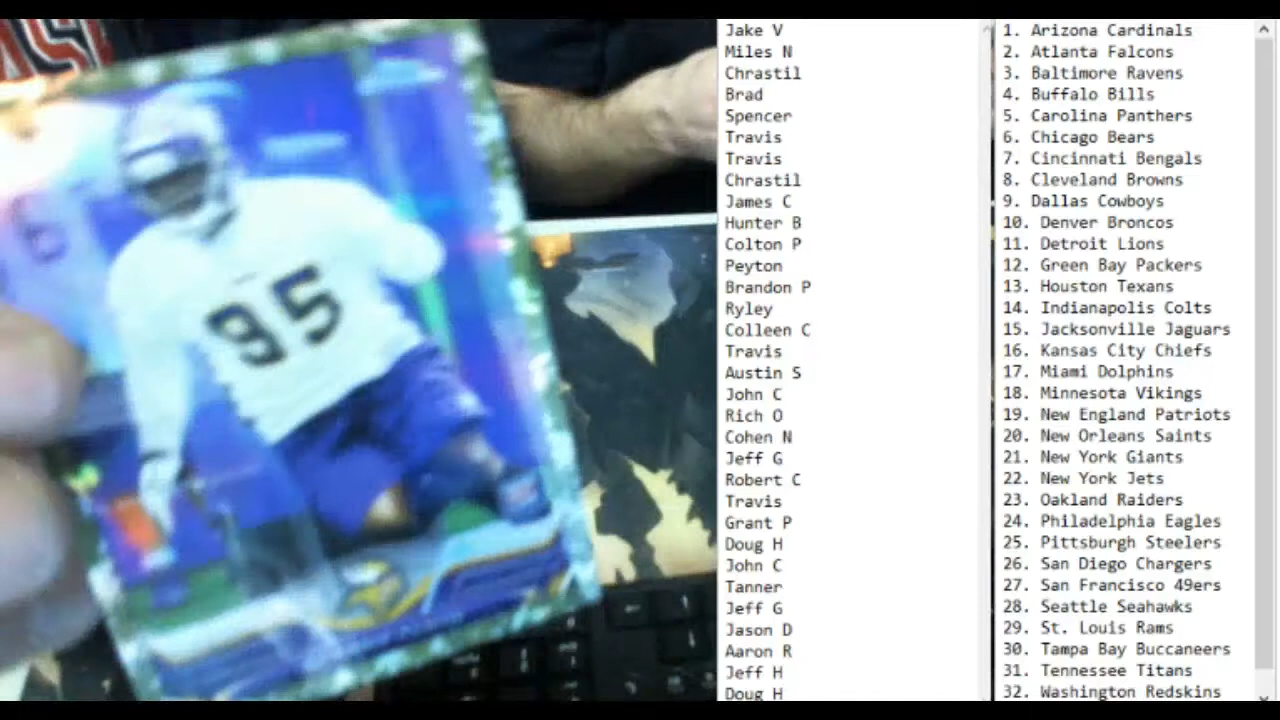 Jake V
Miles N
Chrastil
Brad
Spencer
Travis
Travis
Chrastil
James C
Hunter B
Colton P
Peyton
Brandon P
Ryley
Colleen C
Travis
Austin S
John C
Rich O
Cohen N
Jeff G
Robert C
Travis
Grant P
Doug H
John C
Tanner
Jeff G
Jason D
Aaron R
Jeff H
Doug H
1. Arizona Cardinals
2. Atlanta Falcons
3. Baltimore Ravens
4. Buffalo Bills
5. Carolina Panthers
6. Chicago Bears
7. Cincinnati Bengals
8. Cleveland Browns
9. Dallas Cowboys
10. Denver Broncos
11. Detroit Lions
12. Green Bay Packers
13. Houston Texans
14. Indianapolis Colts
15. Jacksonville Jaguars
16. Kansas City Chiefs
17. Miami Dolphins
18. Minnesota Vikings
19. New England Patriots
20. New Orleans Saints
21. New York Giants
22. New York Jets
23. Oakland Raiders
24. Philadelphia Eagles
25. Pittsburgh Steelers
26. San Diego Chargers
27. San Francisco 49ers
28. Seattle Seahawks
29. St. Louis Rams
30. Tampa Bay Buccaneers
31. Tennessee Titans
32. Washington Redskins
95